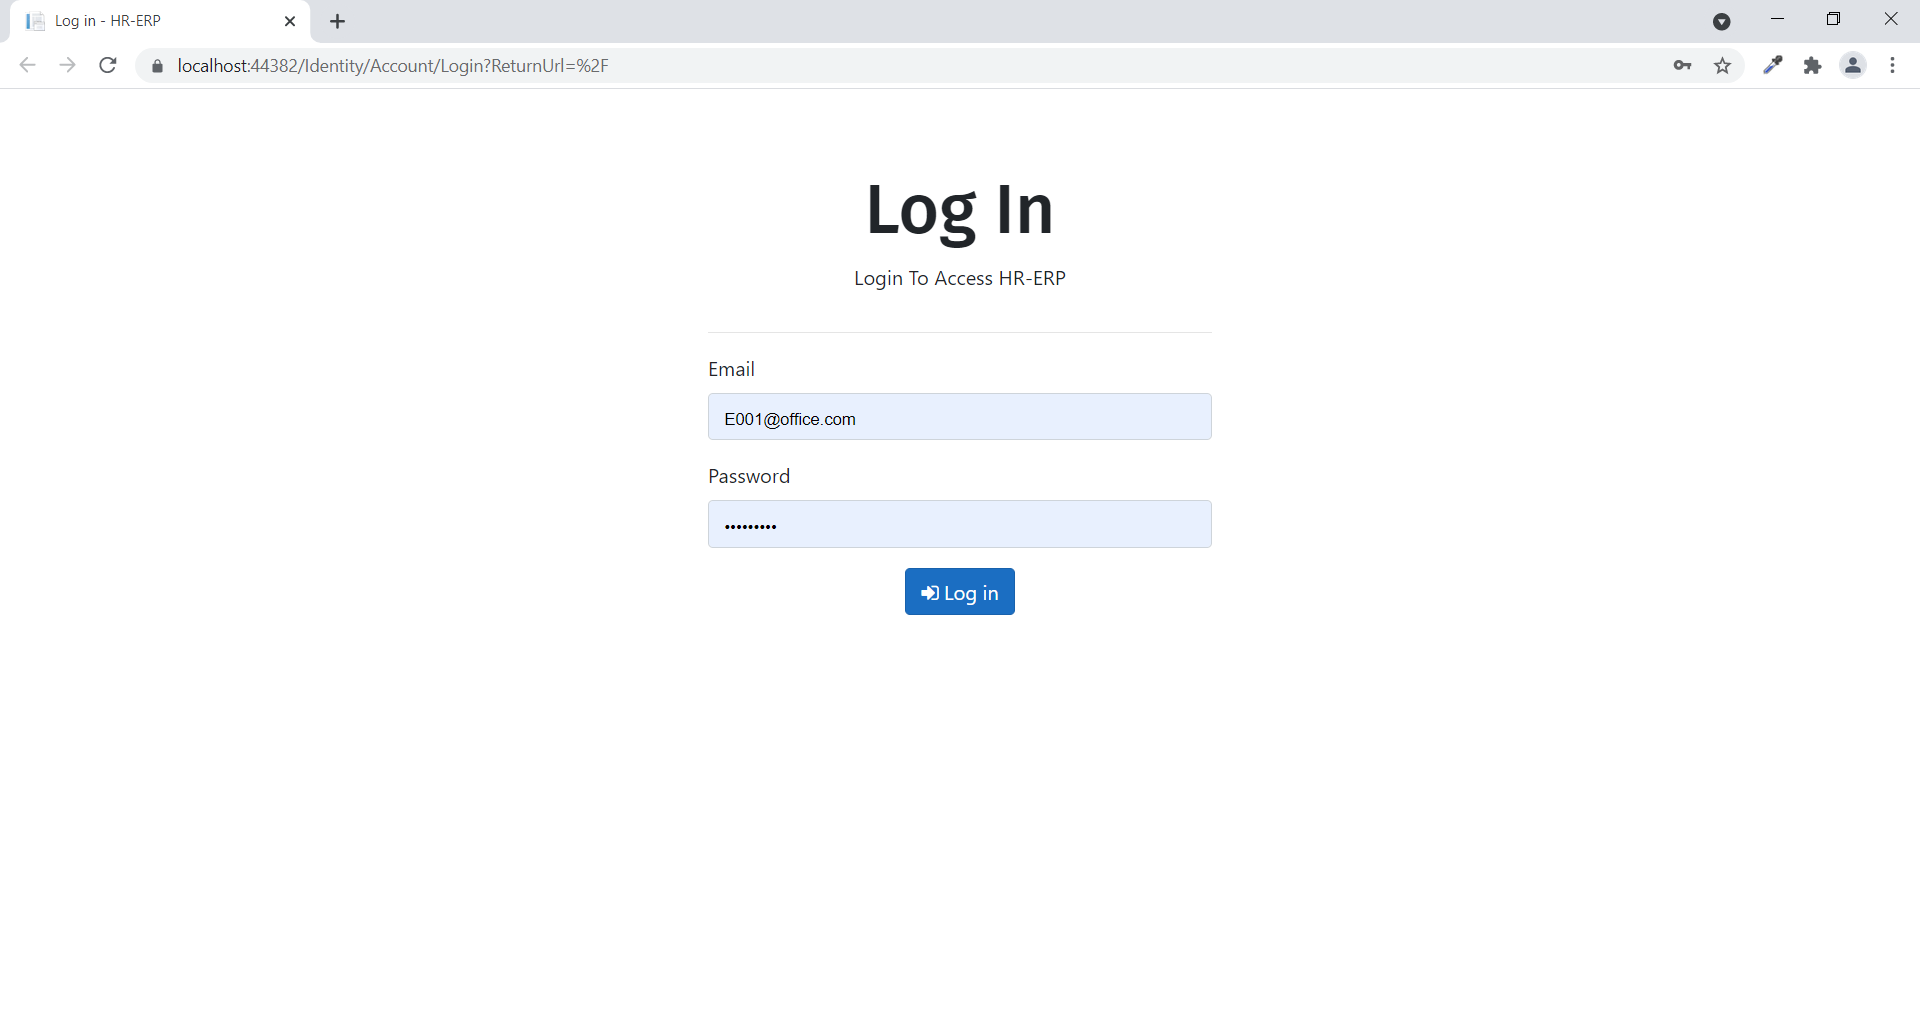 Log in - HR-ERP
localhost:44382/Identity/Account/Login?ReturnUrl=%2F
Log In
Login To Access HR-ERP
Email
E001@office.com
Password
•••••••••
Log in